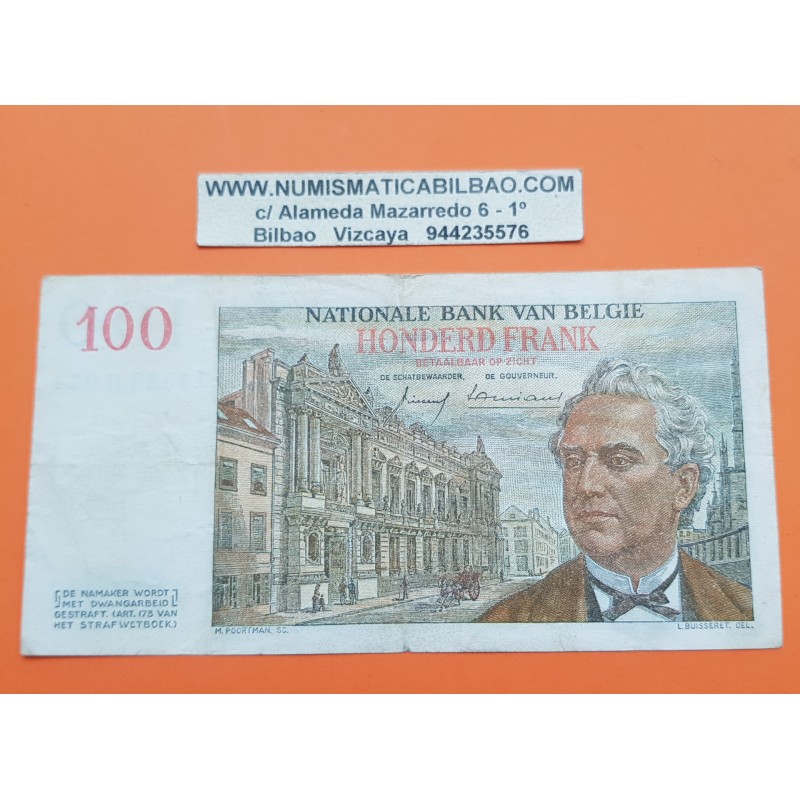 WWW.NUMISMATICABILBAO.COM
c/ Alameda Mazarredo 6 - 1º
Bilbao Vizcaya 944235576
100
NATIONALE BANK VAN BELGIE
HONDERD FRANK
BETAALBAAR OP ZICHT
DE SCHATBEWAARDER, DE GOUVERNEUR.
DE NAMAKER WORDT
MET DWANGARBEID
GESTRAFT. (ART. 173 VAN
HET STRAFWETBOEK)
M. POORTMAN, SC.
L. BUISSERET, DEL.